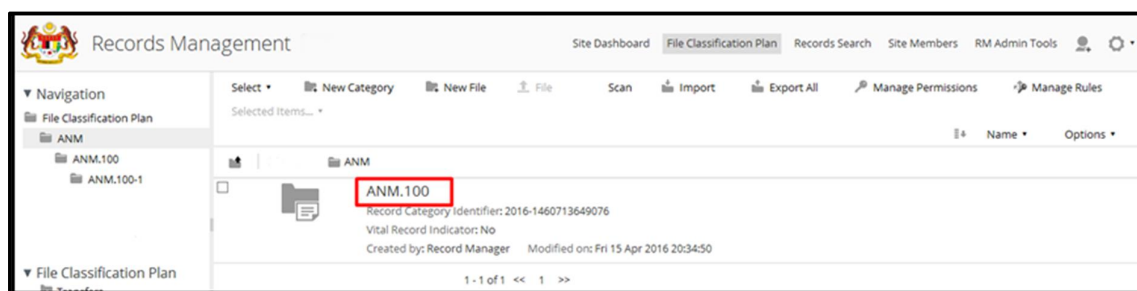 Records Management
Site Dashboard File Classification Plan Records Search Site Members RM Admin Tools
▼ Navigation
File Classification Plan
ANM
ANM.100
ANM.100-1
▼ File Classification Plan
Transfers
Select ▾ New Category New File File Scan Import Export All Manage Permissions Manage Rules
Selected Items... ▾
Name ▾ Options ▾
ANM
ANM.100
Record Category Identifier: 2016-1460713649076
Vital Record Indicator: No
Created by: Record Manager Modified on: Fri 15 Apr 2016 20:34:50
1 - 1 of 1 << 1 >>